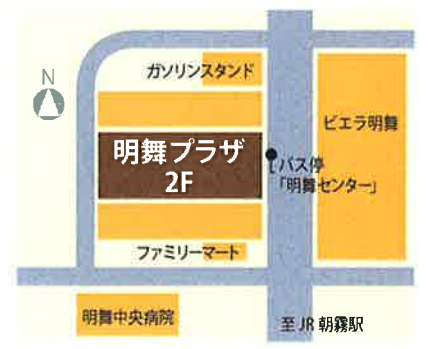 ガソリンスタンド
N
ビエラ明舞
明舞プラザ
2F
バス停
「明舞センター」
ファミリーマート
明舞中央病院
至JR 朝霧駅